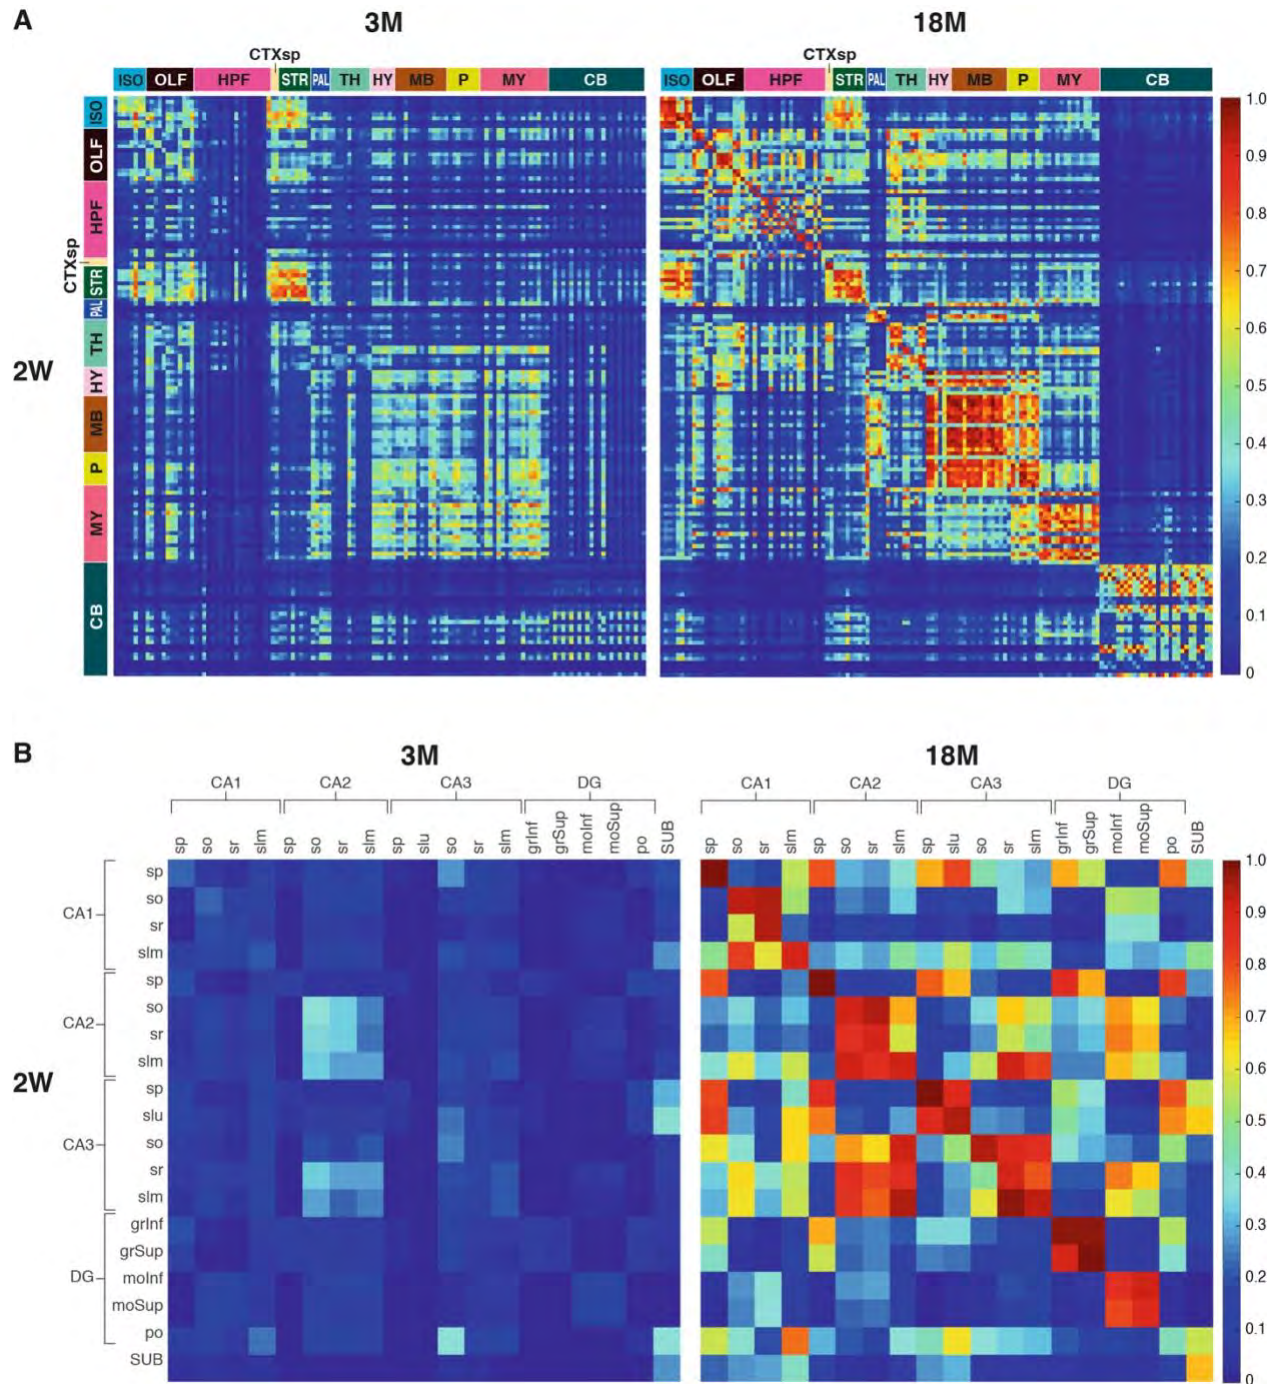 A
3M
18M
CTXsp
CTXsp
ISO OLF HPF STR PAL TH HY MB P MY CB
ISO OLF HPF STR PAL TH HY MB P MY CB
ISO
OLF
HPF
CTXsp
STR
PAL
TH
HY
MB
P
MY
CB
2W
1.0
0.9
0.8
0.7
0.6
0.5
0.4
0.3
0.2
0.1
0
B
3M
18M
CA1 CA2 CA3 DG
CA1 CA2 CA3 DG
sp so sr slm sp so sr slm sp slu so sr slm grInf grSup moInf moSup po SUB
sp so sr slm sp so sr slm sp slu so sr slm grInf grSup moInf moSup po SUB
CA1
sp
so
sr
slm
CA2
sp
so
sr
slm
2W
CA3
sp
slu
so
sr
slm
DG
grInf
grSup
moInf
moSup
po
SUB
1.0
0.9
0.8
0.7
0.6
0.5
0.4
0.3
0.2
0.1
0